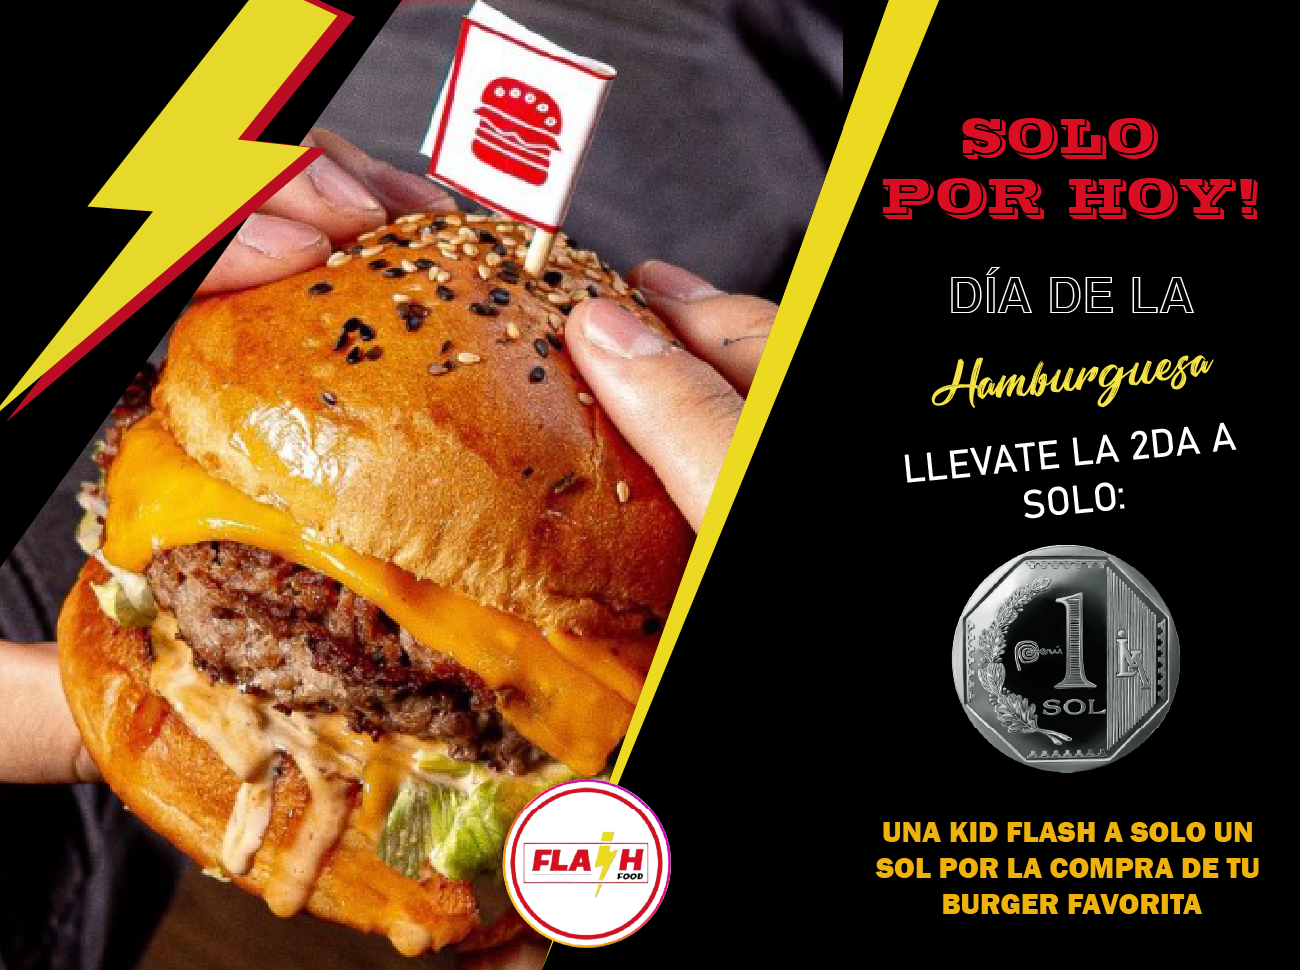 SOLO
POR HOY!
DÍA DE LA
Hamburguesa
LLEVATE LA 2DA A
SOLO:
Perú
1
SOL
UNA KID FLASH A SOLO UN
SOL POR LA COMPRA DE TU
BURGER FAVORITA
FLASH
FOOD